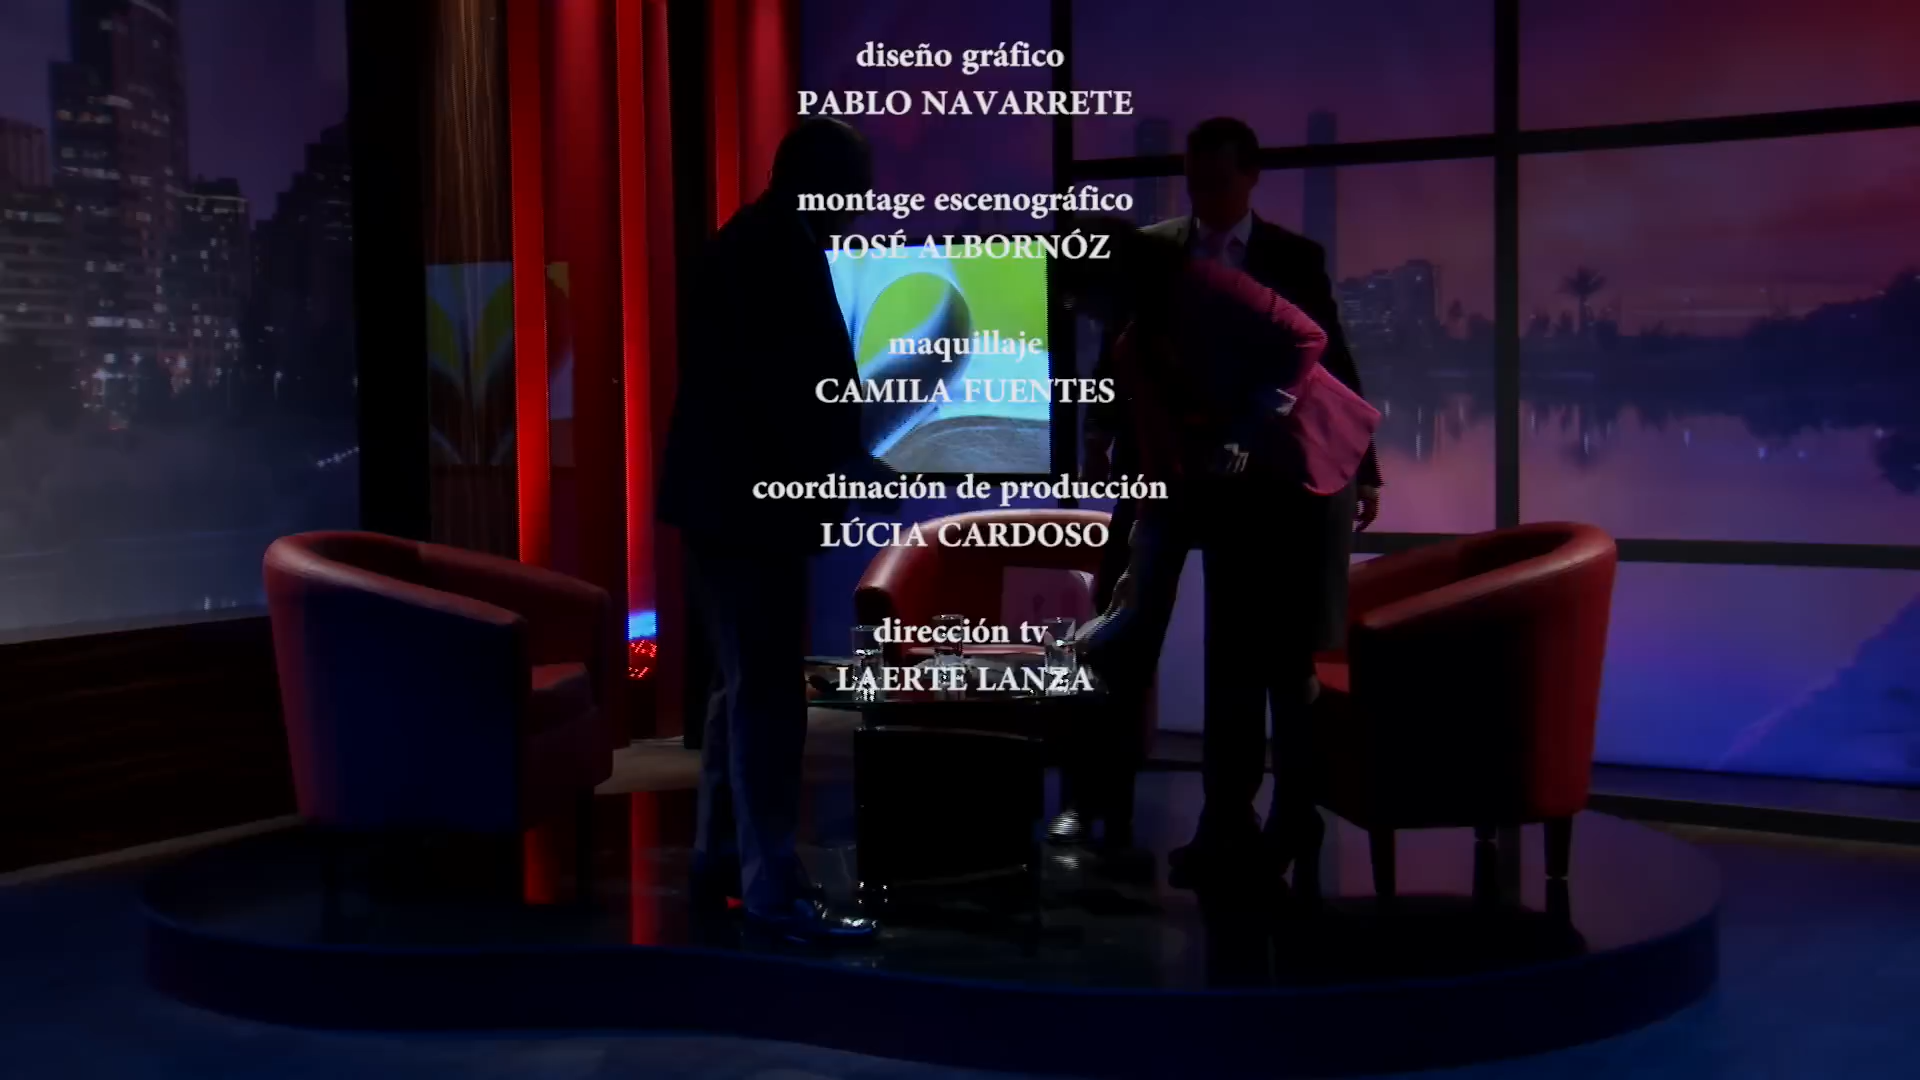 diseño gráfico
PABLO NAVARRETE
montage escenográfico
JOSÉ ALBORNÓZ
maquillaje
CAMILA FUENTES
coordinación de producción
LÚCIA CARDOSO
dirección tv
LAERTE LANZA